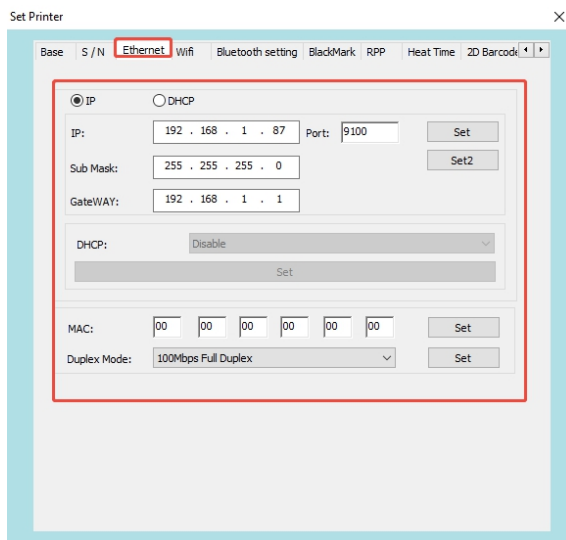 Set Printer
Base S / N Ethernet Wifi Bluetooth setting BlackMark RPP Heat Time 2D Barcode
IP DHCP
IP: 192 . 168 . 1 . 87 Port: 9100 Set
Set2
Sub Mask: 255 . 255 . 255 . 0
GateWAY: 192 . 168 . 1 . 1
DHCP: Disable
Set
MAC: 00 00 00 00 00 00 Set
Duplex Mode: 100Mbps Full Duplex Set